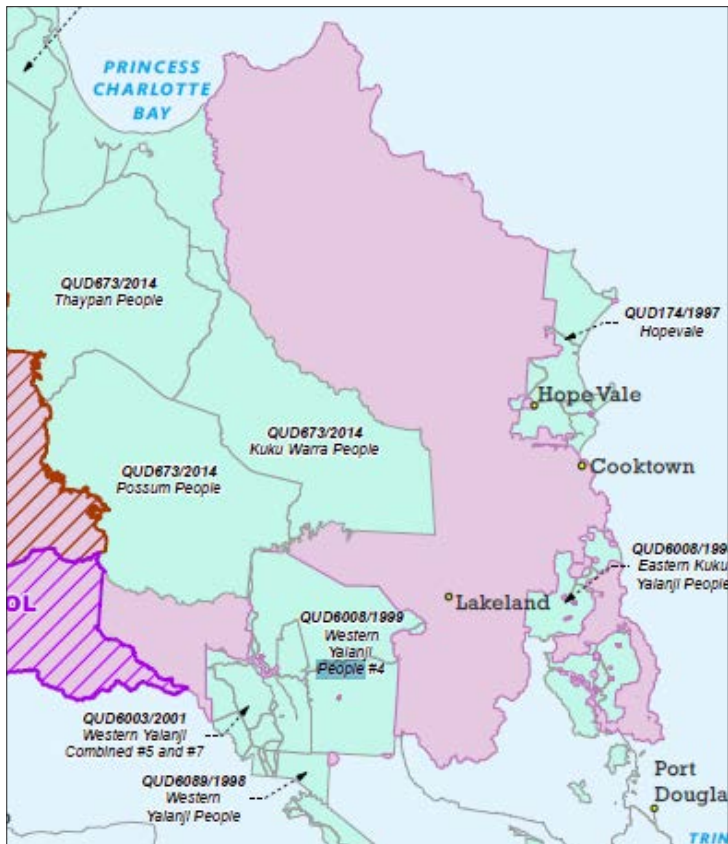 PRINCESS
CHARLOTTE
BAY
QUD673/2014
Thaypan People
QUD174/1997
Hopevale
Hope Vale
QUD673/2014
Kuku Warra People
QUD673/2014
Possum People
Cooktown
QUD6008/199
Eastern Kuku
Yalanji People
Lakeland
OL
QUD6008/1999
Western
Yalanji
People #4
QUD6003/2001
Western Yalanji
Combined #5 and #7
QUD6089/1998
Western
Yalanji People
Port
Dougla
TRIN